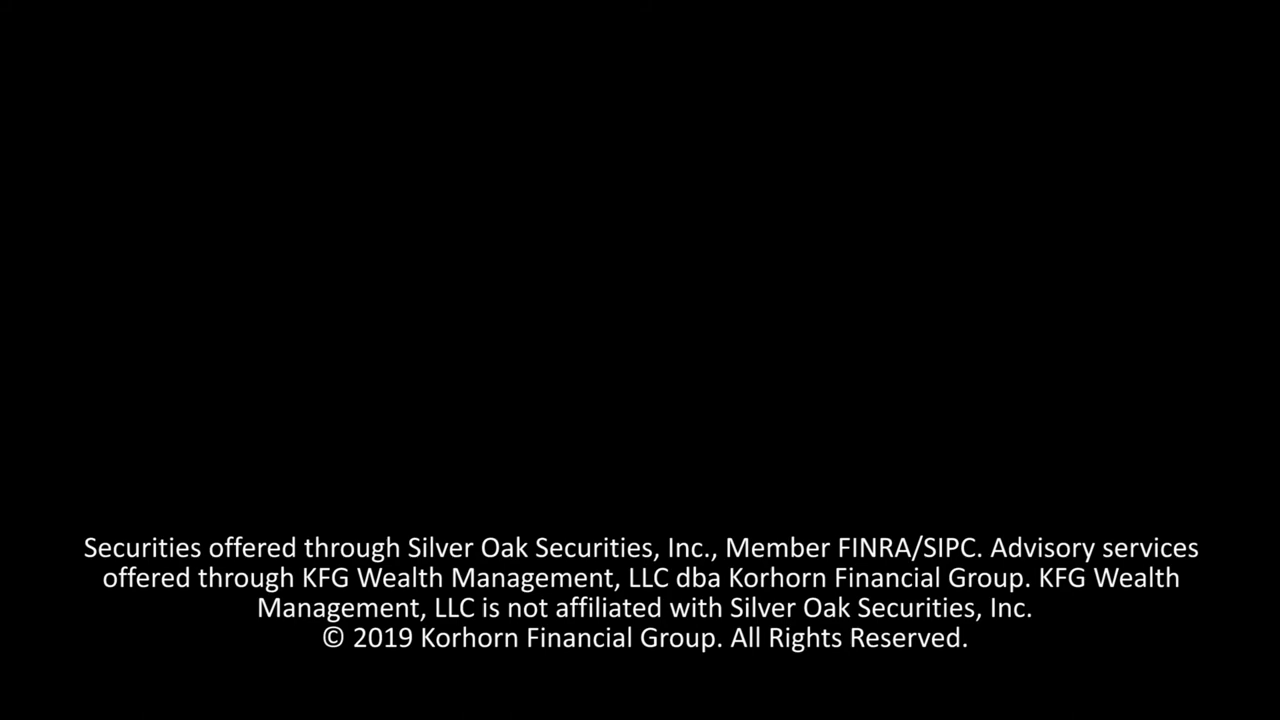 Securities offered through Silver Oak Securities, Inc., Member FINRA/SIPC. Advisory services
offered through KFG Wealth Management, LLC dba Korhorn Financial Group. KFG Wealth
Management, LLC is not affiliated with Silver Oak Securities, Inc.
© 2019 Korhorn Financial Group. All Rights Reserved.